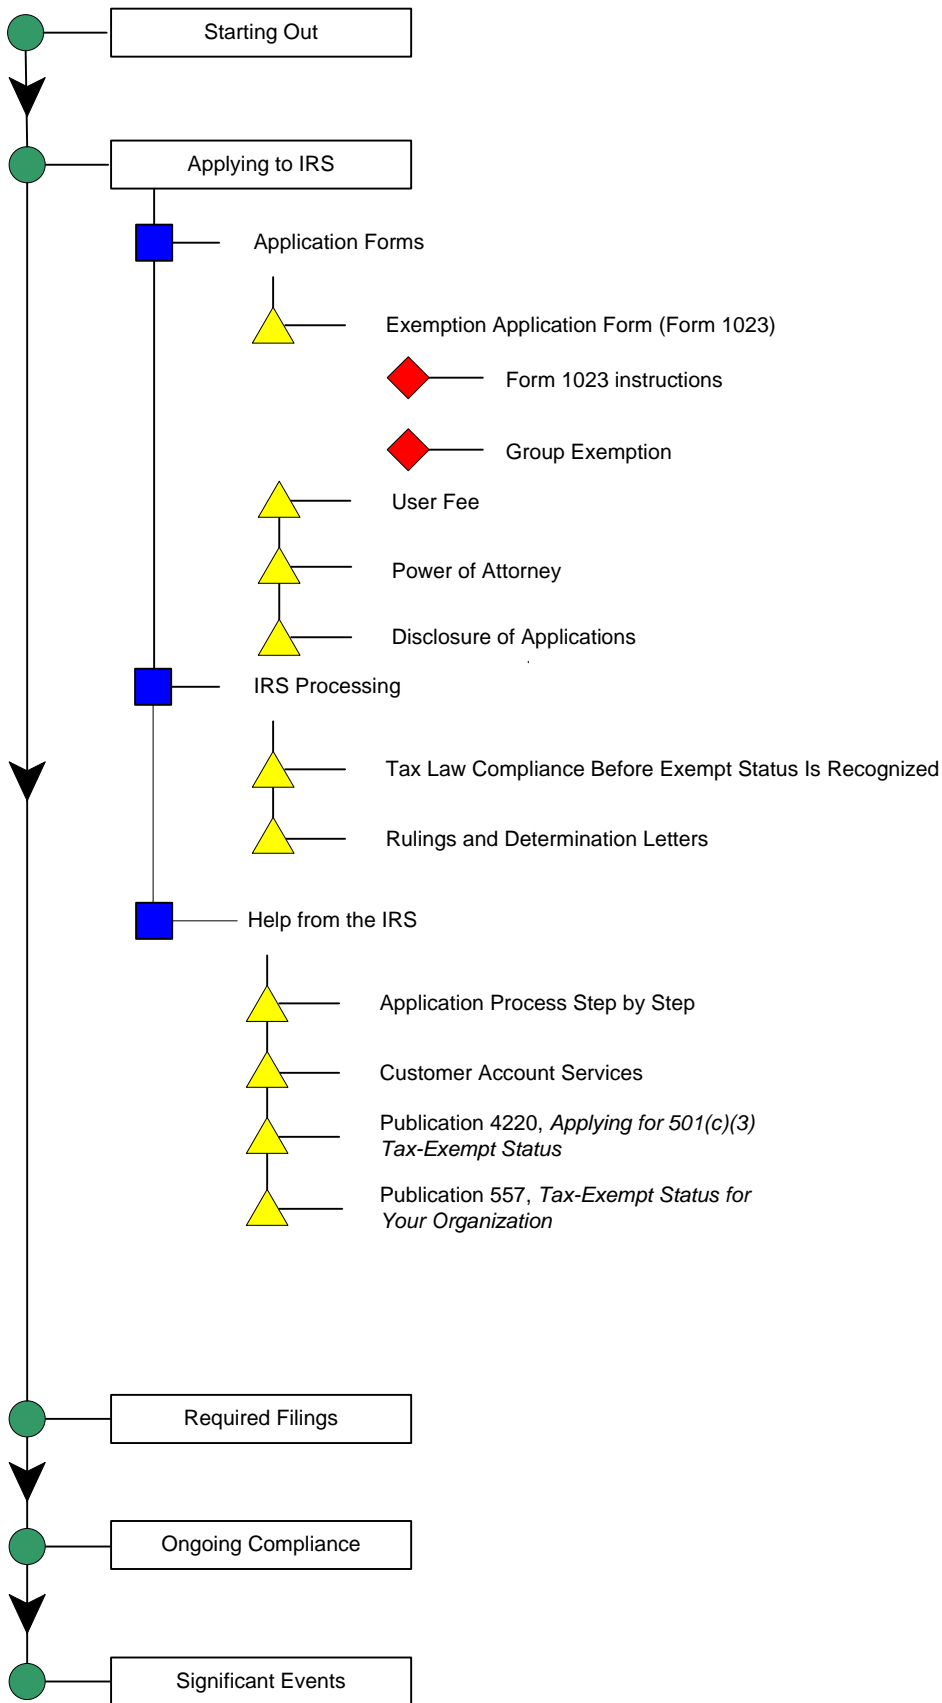 Starting Out
Applying to IRS
Application Forms
Exemption Application Form (Form 1023)
Form 1023 instructions
Group Exemption
User Fee
Power of Attorney
Disclosure of Applications
IRS Processing
Tax Law Compliance Before Exempt Status Is Recognized
Rulings and Determination Letters
Help from the IRS
Application Process Step by Step
Customer Account Services
Publication 4220, Applying for 501(c)(3)
Tax-Exempt Status
Publication 557, Tax-Exempt Status for
Your Organization
Required Filings
Ongoing Compliance
Significant Events